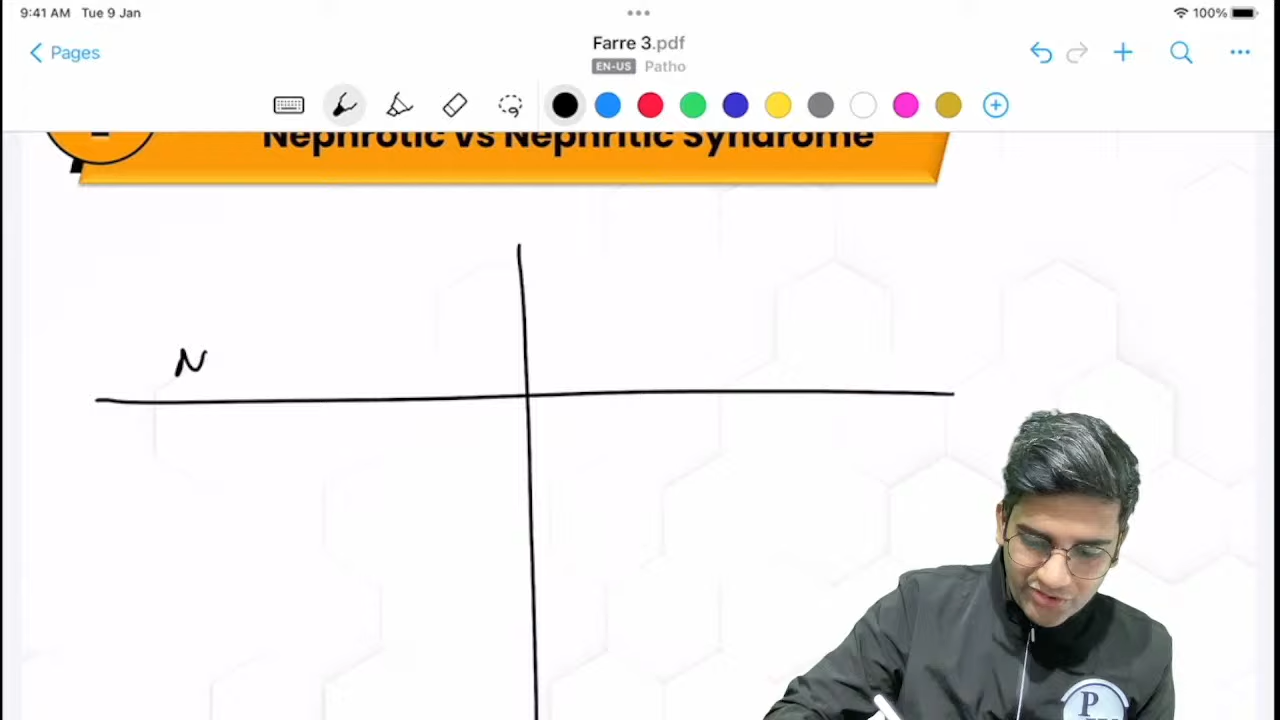 9:41 AM Tue 9 Jan
100%
Pages
Farre 3.pdf
EN-US Patho
Nephrotic vs Nephritic Syndrome
N
P